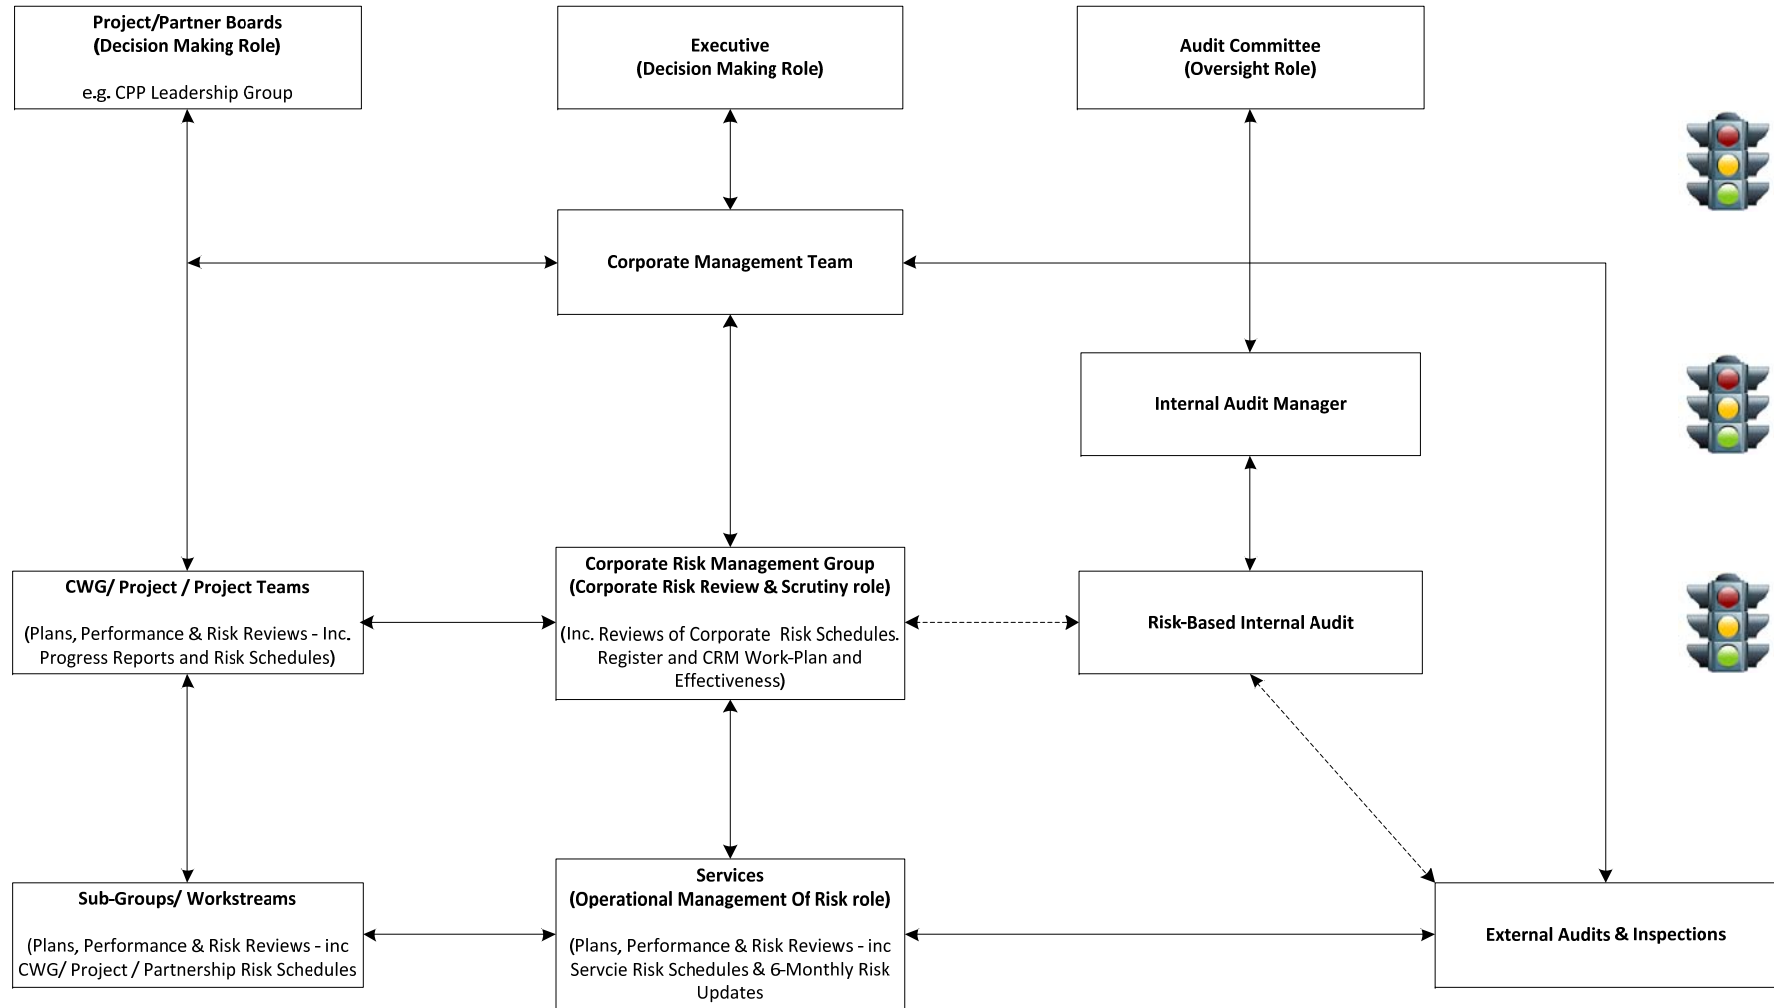 Project/Partner Boards
(Decision Making Role)
e.g. CPP Leadership Group
Executive
(Decision Making Role)
Audit Committee
(Oversight Role)
Corporate Management Team
Internal Audit Manager
CWG/ Project / Project Teams
(Plans, Performance & Risk Reviews - Inc.
Progress Reports and Risk Schedules)
Corporate Risk Management Group
(Corporate Risk Review & Scrutiny role)
(Inc. Reviews of Corporate Risk Schedules.
Register and CRM Work-Plan and
Effectiveness)
Risk-Based Internal Audit
Sub-Groups/ Workstreams
(Plans, Performance & Risk Reviews - inc
CWG/ Project / Partnership Risk Schedules
Services
(Operational Management Of Risk role)
(Plans, Performance & Risk Reviews - inc
Servcie Risk Schedules & 6-Monthly Risk
Updates
External Audits & Inspections